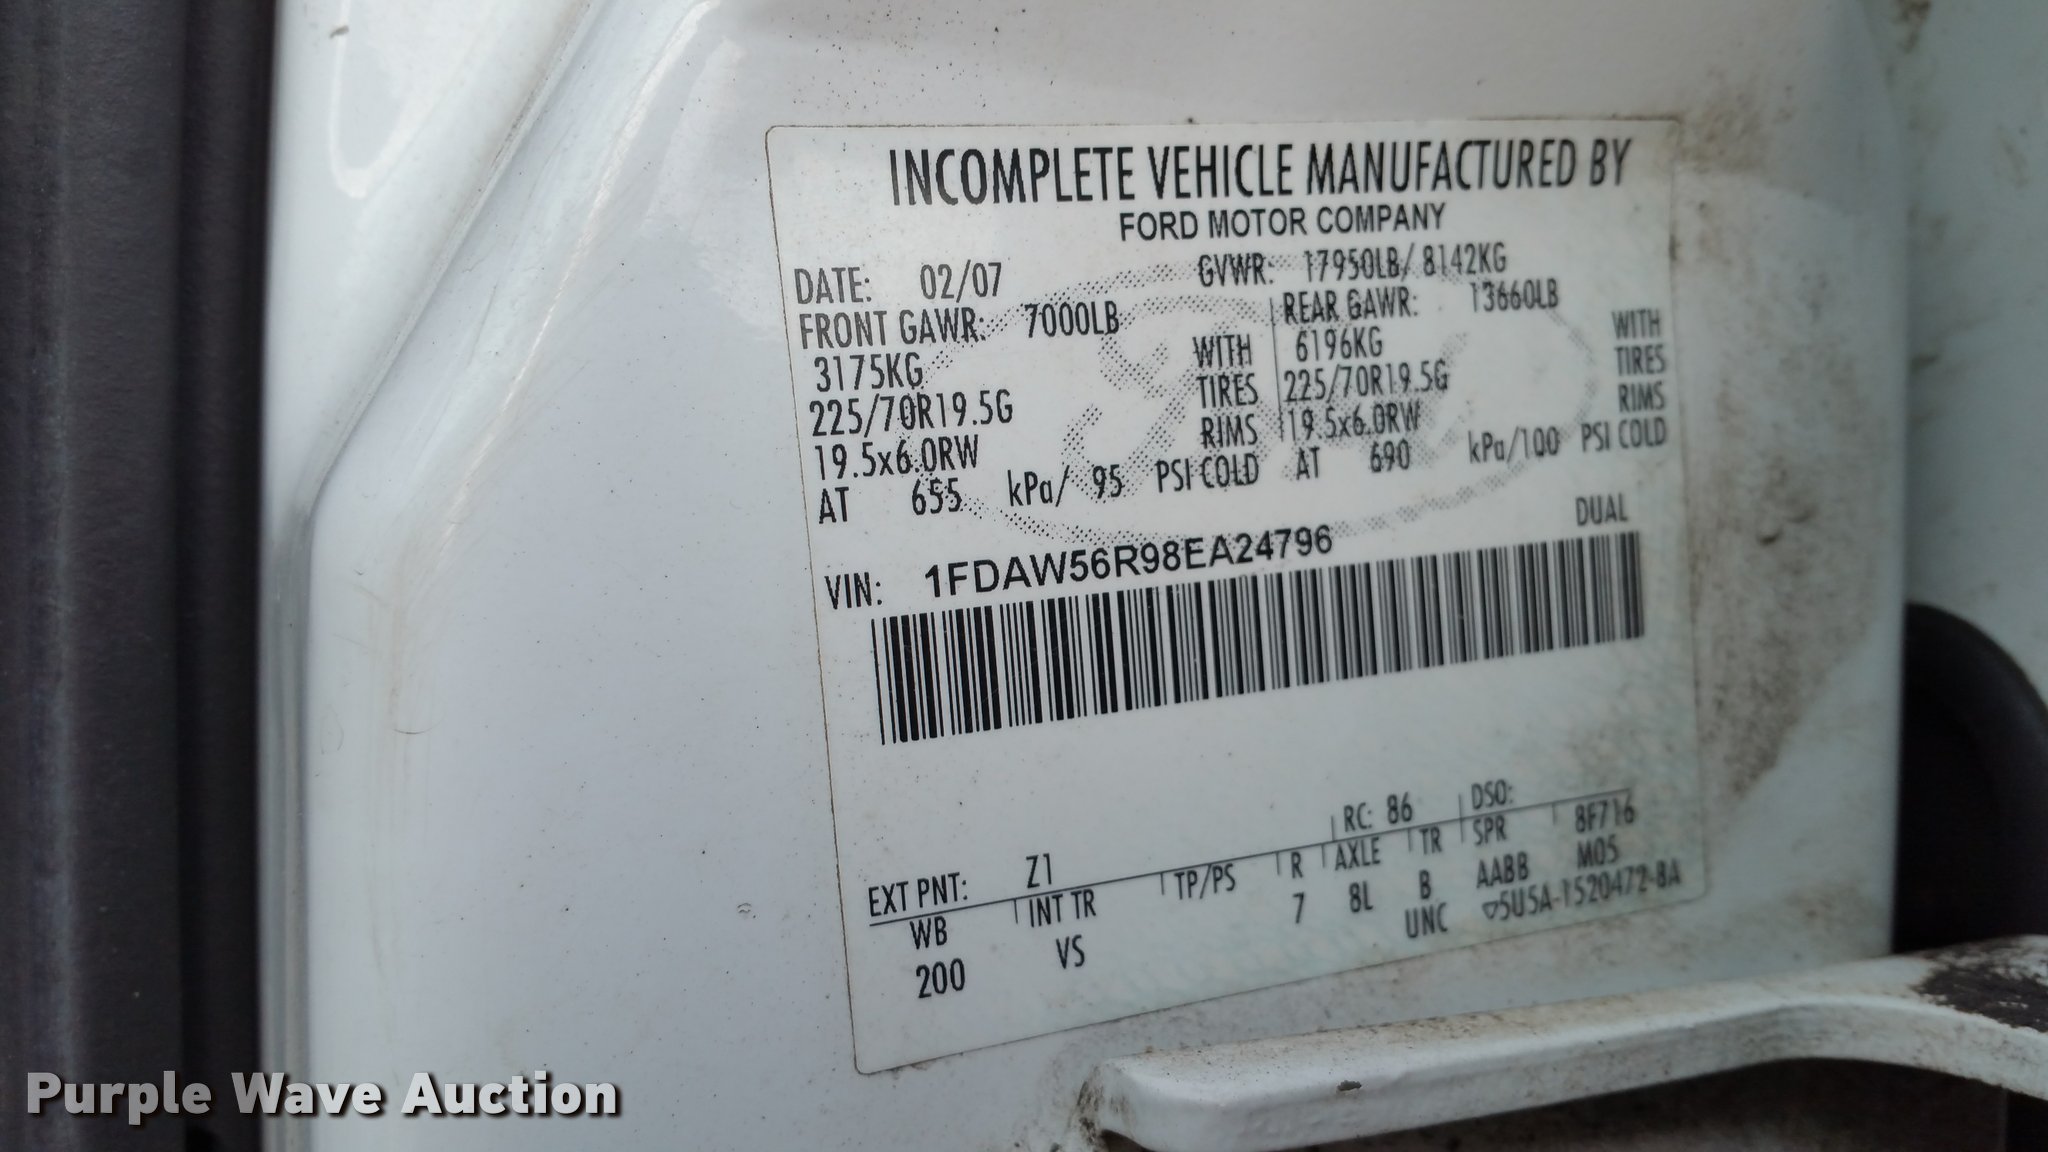 INCOMPLETE VEHICLE MANUFACTURED BY
FORD MOTOR COMPANY
DATE: 02/07 GVWR: 17950LB/ 8142KG
FRONT GAWR: 7000LB REAR GAWR: 13660LB
3175KG WITH 6196KG WITH
225/70R19.5G TIRES 225/70R19.5G TIRES
19.5x6.0RW RIMS 19.5x6.0RW RIMS
AT 655 kPa/ 95 PSI COLD AT 690 kPa/100 PSI COLD
DUAL
VIN: 1FDAW56R98EA24796
EXT PNT: Z1 RC: 86 DSO:
WB INT TR TP/PS R AXLE TR SPR 8F716
200 VS 7 8L B AABB M05
UNC 5U5A-1520472-BA
Purple Wave Auction